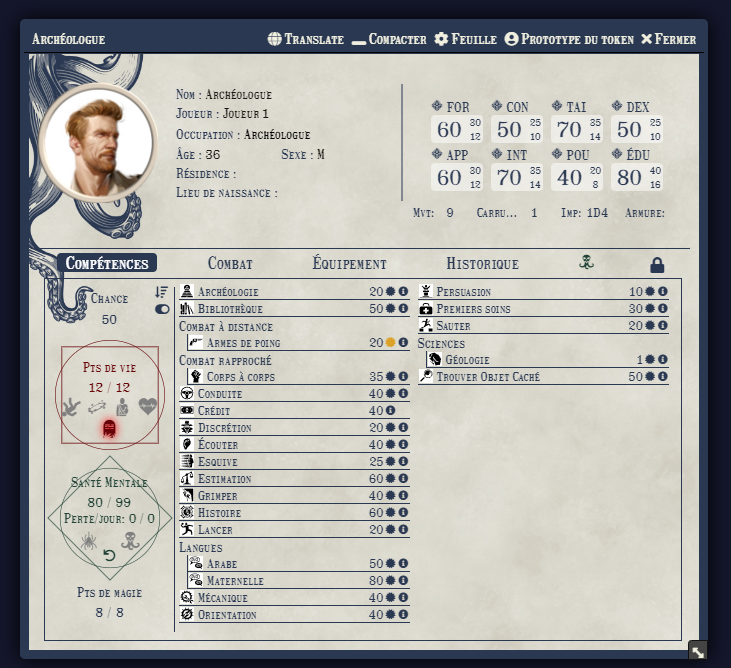 Archéologue Translate Compacter Feuille Prototype du token Fermer
Nom : Archéologue
Joueur : Joueur 1
Occupation : Archéologue
Âge : 36 Sexe : M
Résidence :
Lieu de naissance :
FOR CON TAI DEX
60 30 12 50 25 10 70 35 14 50 25 10
APP INT POU ÉDU
60 30 12 70 35 14 40 20 8 80 40 16
Mvt: 9 Carru... 1 Imp: 1D4 Armure:
Compétences Combat Équipement Historique
Chance
50
Pts de vie
12 / 12
Santé Mentale
80 / 99
Perte/jour: 0 / 0
Pts de magie
8 / 8
Archéologie 20
Bibliothèque 50
Combat à distance
Armes de poing 20
Combat rapproché
Corps à corps 35
Conduite 40
Crédit 40
Discrétion 20
Écouter 40
Esquive 25
Estimation 60
Grimper 40
Histoire 60
Lancer 20
Langues
Arabe 50
Maternelle 80
Mécanique 40
Orientation 40
Persuasion 10
Premiers soins 30
Sauter 20
Sciences
Géologie 1
Trouver Objet Caché 50